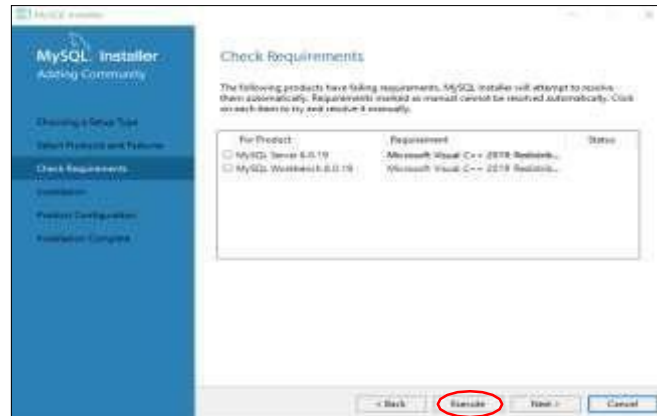 MySQL Installer
MySQL. Installer
Adding Community
Choosing a Setup Type
Select Products and Features
Check Requirements
Installation
Product Configuration
Installation Complete
Check Requirements
The following products have failing requirements. MySQL Installer will attempt to resolve
them automatically. Requirements marked as manual cannot be resolved automatically. Click
on each item to try and resolve it manually.
For Product Requirement Status
MySQL Server 8.0.19 Microsoft Visual C++ 2019 Redistrib...
MySQL Workbench 8.0.19 Microsoft Visual C++ 2019 Redistrib...
< Back Execute Next > Cancel